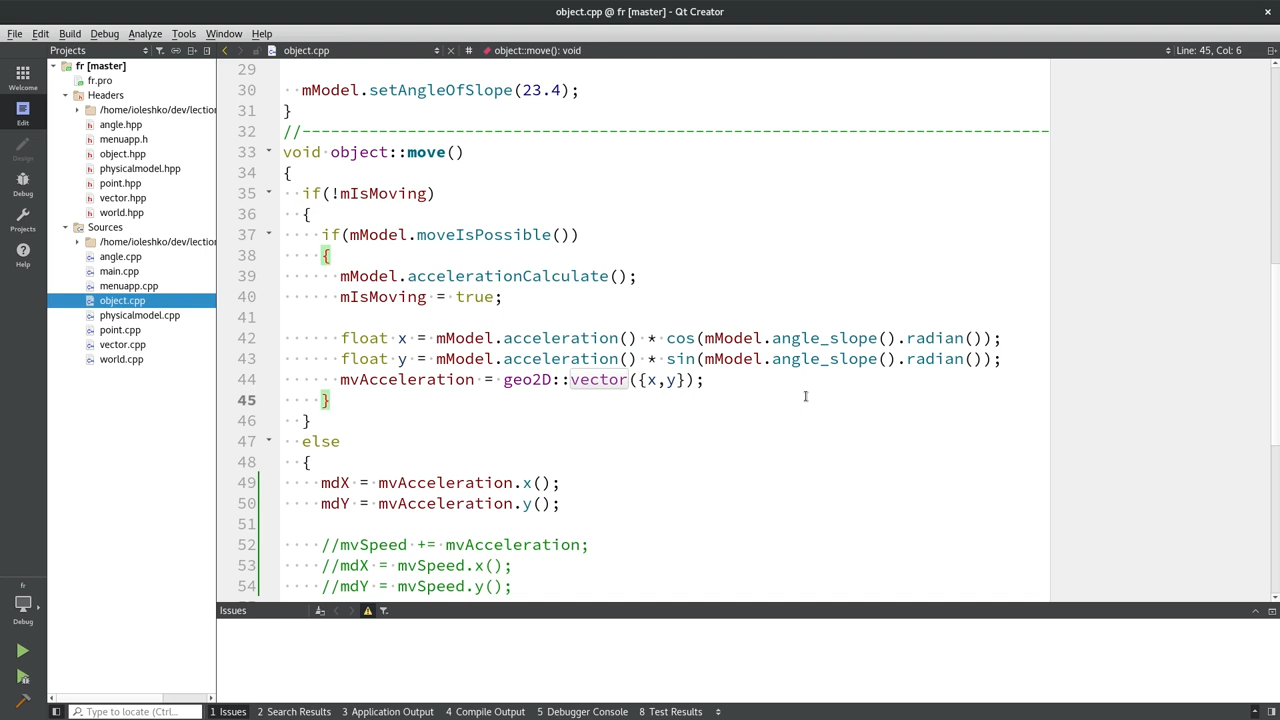 object.cpp @ fr [master] - Qt Creator
File Edit Build Debug Analyze Tools Window Help
Projects
object.cpp
#
object::move(): void
Line: 45, Col: 6
Welcome
Edit
Design
Debug
Projects
Help
fr
Debug
fr [master]
fr.pro
Headers
/home/ioleshko/dev/lection
angle.hpp
menuapp.h
object.hpp
physicalmodel.hpp
point.hpp
vector.hpp
world.hpp
Sources
/home/ioleshko/dev/lection
angle.cpp
main.cpp
menuapp.cpp
object.cpp
physicalmodel.cpp
point.cpp
vector.cpp
world.cpp
29
30 mModel.setAngleOfSlope(23.4);
31 }
32 //------------------------------------------------------------------------------
33 void object::move()
34 {
35 if(!mIsMoving)
36 {
37 if(mModel.moveIsPossible())
38 {
39 mModel.accelerationCalculate();
40 mIsMoving = true;
41
42 float x = mModel.acceleration() * cos(mModel.angle_slope().radian());
43 float y = mModel.acceleration() * sin(mModel.angle_slope().radian());
44 mvAcceleration = geo2D::vector({x,y});
45 }
46 }
47 else
48 {
49 mdX = mvAcceleration.x();
50 mdY = mvAcceleration.y();
51
52 //mvSpeed += mvAcceleration;
53 //mdX = mvSpeed.x();
54 //mdY = mvSpeed.y();
Issues
Type to locate (Ctrl...
1 Issues 2 Search Results 3 Application Output 4 Compile Output 5 Debugger Console 8 Test Results